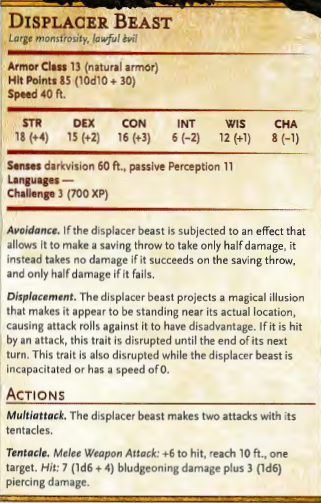 DISPLACER BEAST
Large monstrosity, lawful evil
Armor Class 13 (natural armor)
Hit Points 85 (10d10 + 30)
Speed 40 ft.
STR DEX CON INT WIS CHA
18 (+4) 15 (+2) 16 (+3) 6 (−2) 12 (+1) 8 (−1)
Senses darkvision 60 ft., passive Perception 11
Languages —
Challenge 3 (700 XP)
Avoidance. If the displacer beast is subjected to an effect that
allows it to make a saving throw to take only half damage, it
instead takes no damage if it succeeds on the saving throw,
and only half damage if it fails.
Displacement. The displacer beast projects a magical illusion
that makes it appear to be standing near its actual location,
causing attack rolls against it to have disadvantage. If it is hit
by an attack, this trait is disrupted until the end of its next
turn. This trait is also disrupted while the displacer beast is
incapacitated or has a speed of 0.
ACTIONS
Multiattack. The displacer beast makes two attacks with its
tentacles.
Tentacle. Melee Weapon Attack: +6 to hit, reach 10 ft., one
target. Hit: 7 (1d6 + 4) bludgeoning damage plus 3 (1d6)
piercing damage.